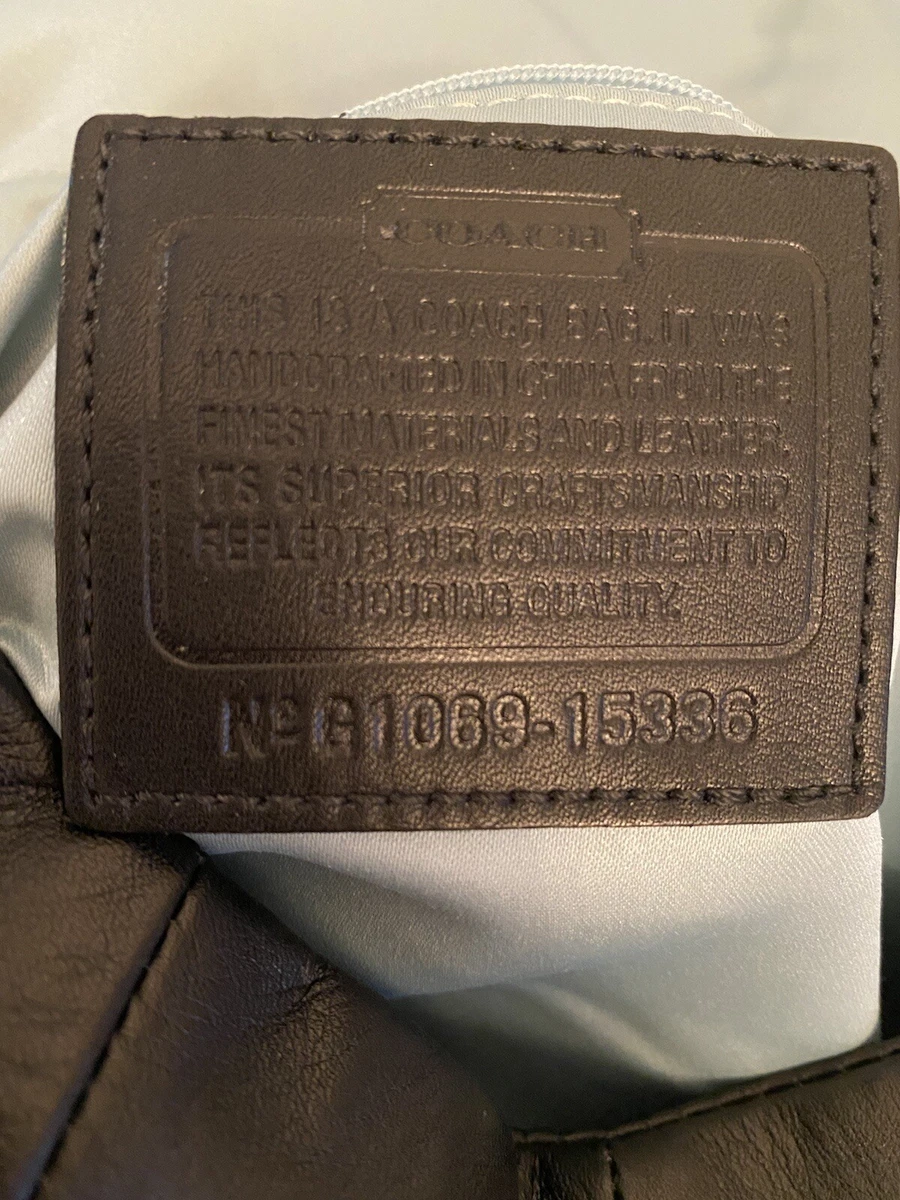 COACH
THIS IS A COACH BAG. IT WAS
HANDCRAFTED IN CHINA FROM THE
FINEST MATERIALS AND LEATHER.
ITS SUPERIOR CRAFTSMANSHIP
REFLECTS OUR COMMITMENT TO
ENDURING QUALITY.
Nº G1069-15336